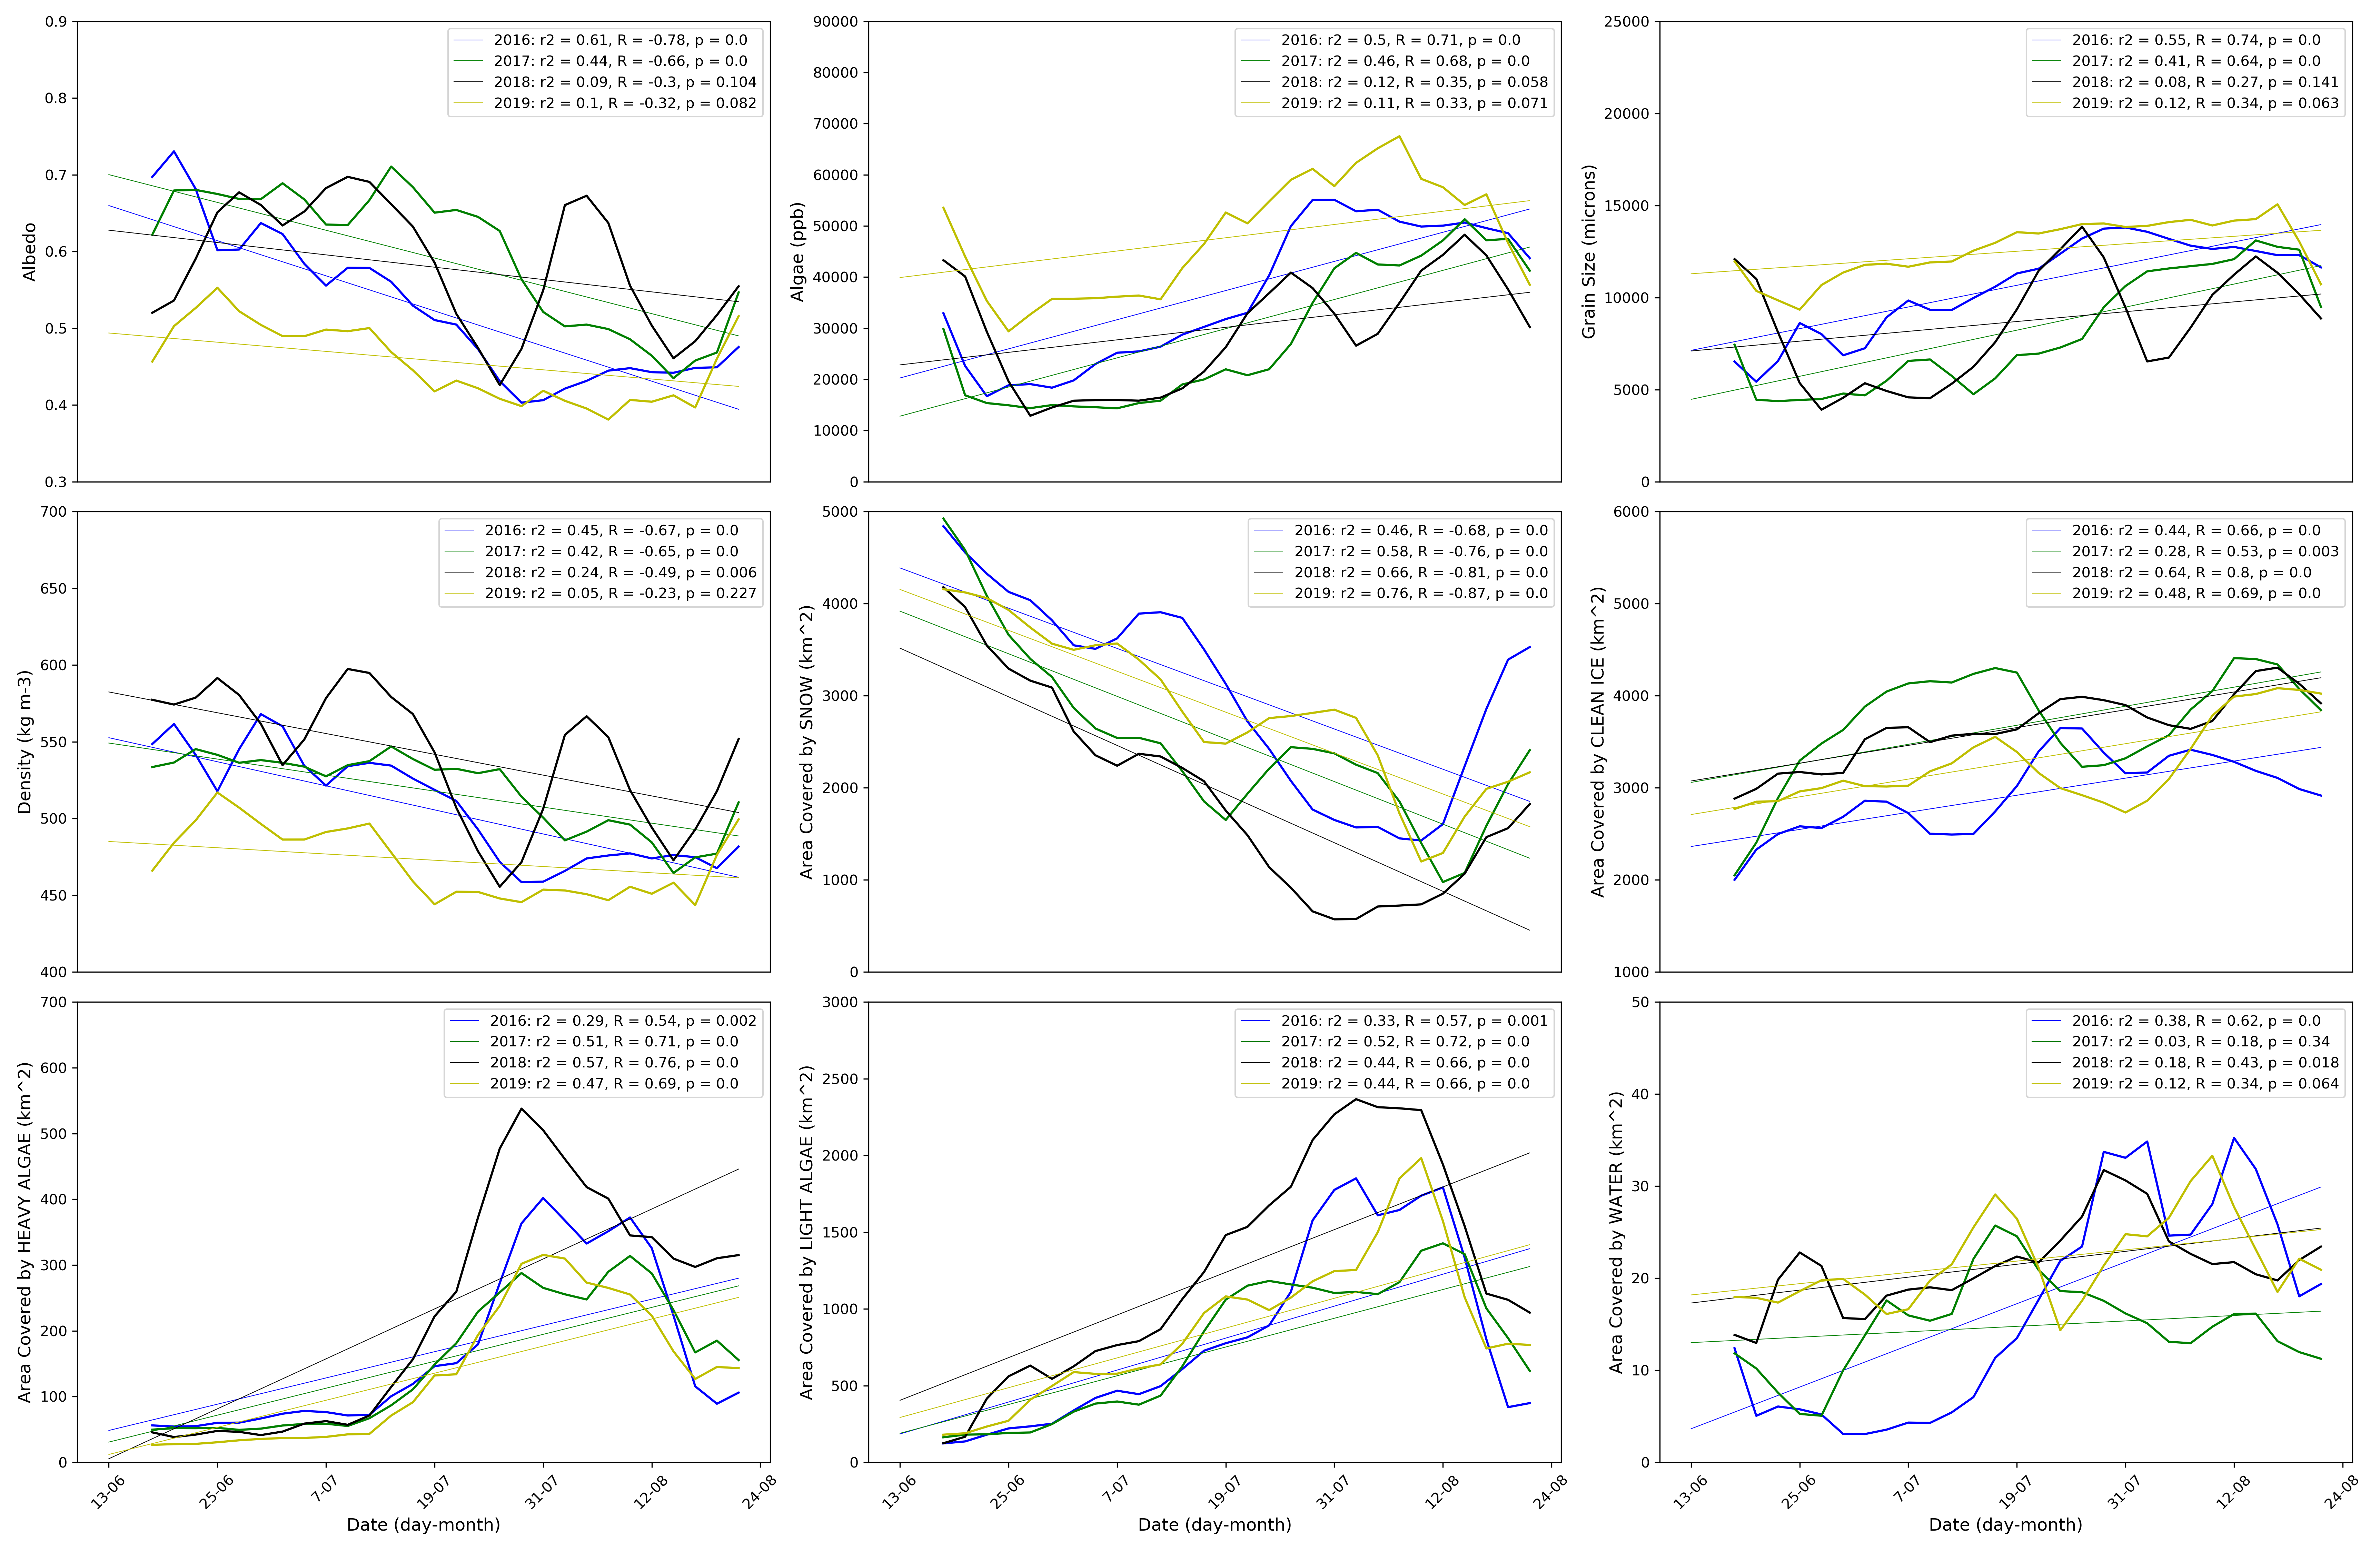 0.9
0.8
0.7
0.6
0.5
0.4
0.3
Albedo
2016: r2 = 0.61, R = -0.78, p = 0.0
2017: r2 = 0.44, R = -0.66, p = 0.0
2018: r2 = 0.09, R = -0.3, p = 0.104
2019: r2 = 0.1, R = -0.32, p = 0.082
90000
80000
70000
60000
50000
40000
30000
20000
10000
0
Algae (ppb)
2016: r2 = 0.5, R = 0.71, p = 0.0
2017: r2 = 0.46, R = 0.68, p = 0.0
2018: r2 = 0.12, R = 0.35, p = 0.058
2019: r2 = 0.11, R = 0.33, p = 0.071
25000
20000
15000
10000
5000
0
Grain Size (microns)
2016: r2 = 0.55, R = 0.74, p = 0.0
2017: r2 = 0.41, R = 0.64, p = 0.0
2018: r2 = 0.08, R = 0.27, p = 0.141
2019: r2 = 0.12, R = 0.34, p = 0.063
700
650
600
550
500
450
400
Density (kg m-3)
2016: r2 = 0.45, R = -0.67, p = 0.0
2017: r2 = 0.42, R = -0.65, p = 0.0
2018: r2 = 0.24, R = -0.49, p = 0.006
2019: r2 = 0.05, R = -0.23, p = 0.227
5000
4000
3000
2000
1000
0
Area Covered by SNOW (km^2)
2016: r2 = 0.46, R = -0.68, p = 0.0
2017: r2 = 0.58, R = -0.76, p = 0.0
2018: r2 = 0.66, R = -0.81, p = 0.0
2019: r2 = 0.76, R = -0.87, p = 0.0
6000
5000
4000
3000
2000
1000
Area Covered by CLEAN ICE (km^2)
2016: r2 = 0.44, R = 0.66, p = 0.0
2017: r2 = 0.28, R = 0.53, p = 0.003
2018: r2 = 0.64, R = 0.8, p = 0.0
2019: r2 = 0.48, R = 0.69, p = 0.0
700
600
500
400
300
200
100
0
Area Covered by HEAVY ALGAE (km^2)
2016: r2 = 0.29, R = 0.54, p = 0.002
2017: r2 = 0.51, R = 0.71, p = 0.0
2018: r2 = 0.57, R = 0.76, p = 0.0
2019: r2 = 0.47, R = 0.69, p = 0.0
13-06
25-06
7-07
19-07
31-07
12-08
24-08
Date (day-month)
3000
2500
2000
1500
1000
500
0
Area Covered by LIGHT ALGAE (km^2)
2016: r2 = 0.33, R = 0.57, p = 0.001
2017: r2 = 0.52, R = 0.72, p = 0.0
2018: r2 = 0.44, R = 0.66, p = 0.0
2019: r2 = 0.44, R = 0.66, p = 0.0
13-06
25-06
7-07
19-07
31-07
12-08
24-08
Date (day-month)
50
40
30
20
10
0
Area Covered by WATER (km^2)
2016: r2 = 0.38, R = 0.62, p = 0.0
2017: r2 = 0.03, R = 0.18, p = 0.34
2018: r2 = 0.18, R = 0.43, p = 0.018
2019: r2 = 0.12, R = 0.34, p = 0.064
13-06
25-06
7-07
19-07
31-07
12-08
24-08
Date (day-month)